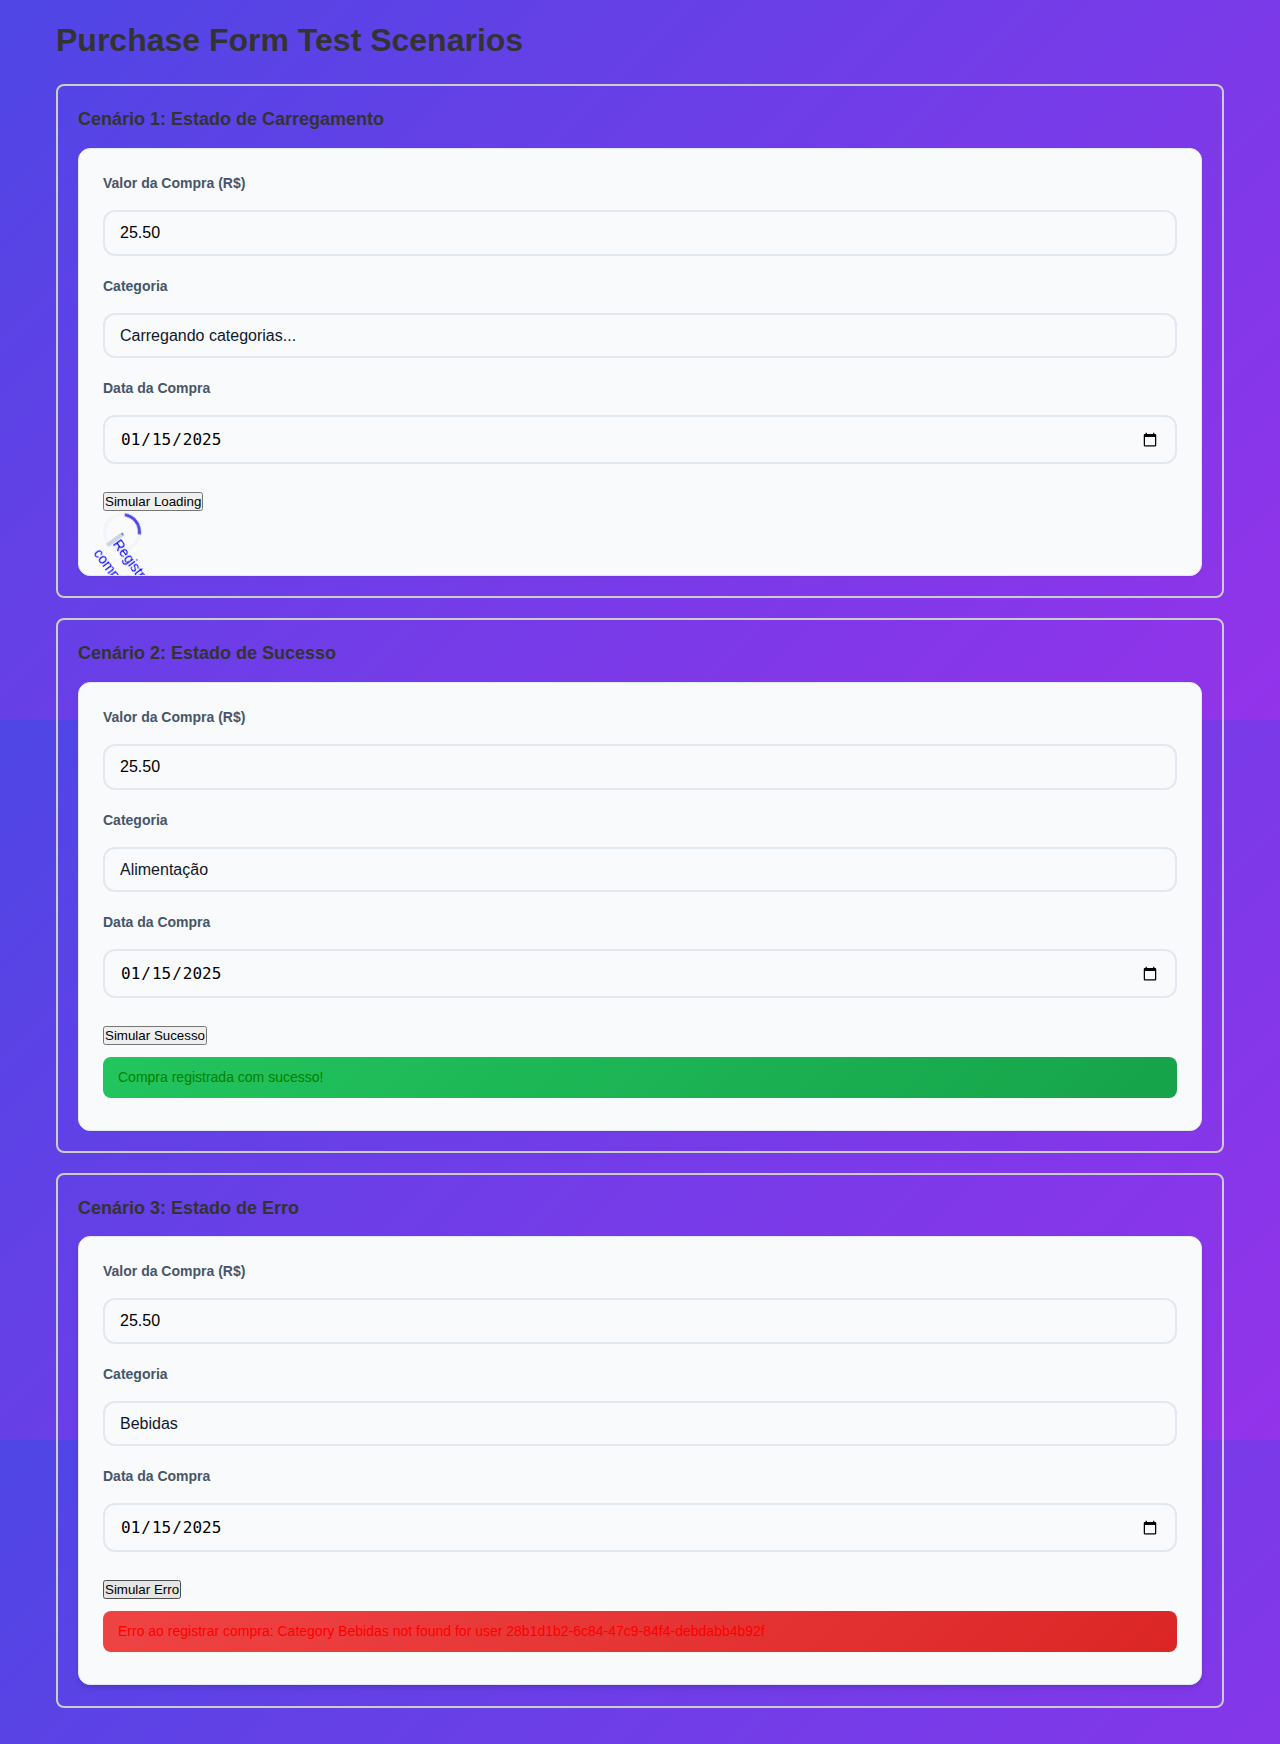 Purchase Form Test Scenarios
Cenário 1: Estado de Carregamento
Valor da Compra (R$)
25.50
Categoria
Carregando categorias...
Data da Compra
01/15/2025
Simular Loading
Cenário 2: Estado de Sucesso
Valor da Compra (R$)
25.50
Categoria
Alimentação
Data da Compra
01/15/2025
Simular Sucesso
Compra registrada com sucesso!
Cenário 3: Estado de Erro
Valor da Compra (R$)
25.50
Categoria
Bebidas
Data da Compra
01/15/2025
Simular Erro
Erro ao registrar compra: Category Bebidas not found for user 28b1d1b2-6c84-47c9-84f4-debdabb4b92f